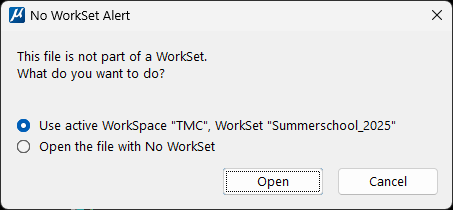 No WorkSet Alert
This file is not part of a WorkSet.
What do you want to do?
Use active WorkSpace "TMC", WorkSet "Summerschool_2025"
Open the file with No WorkSet
Open
Cancel